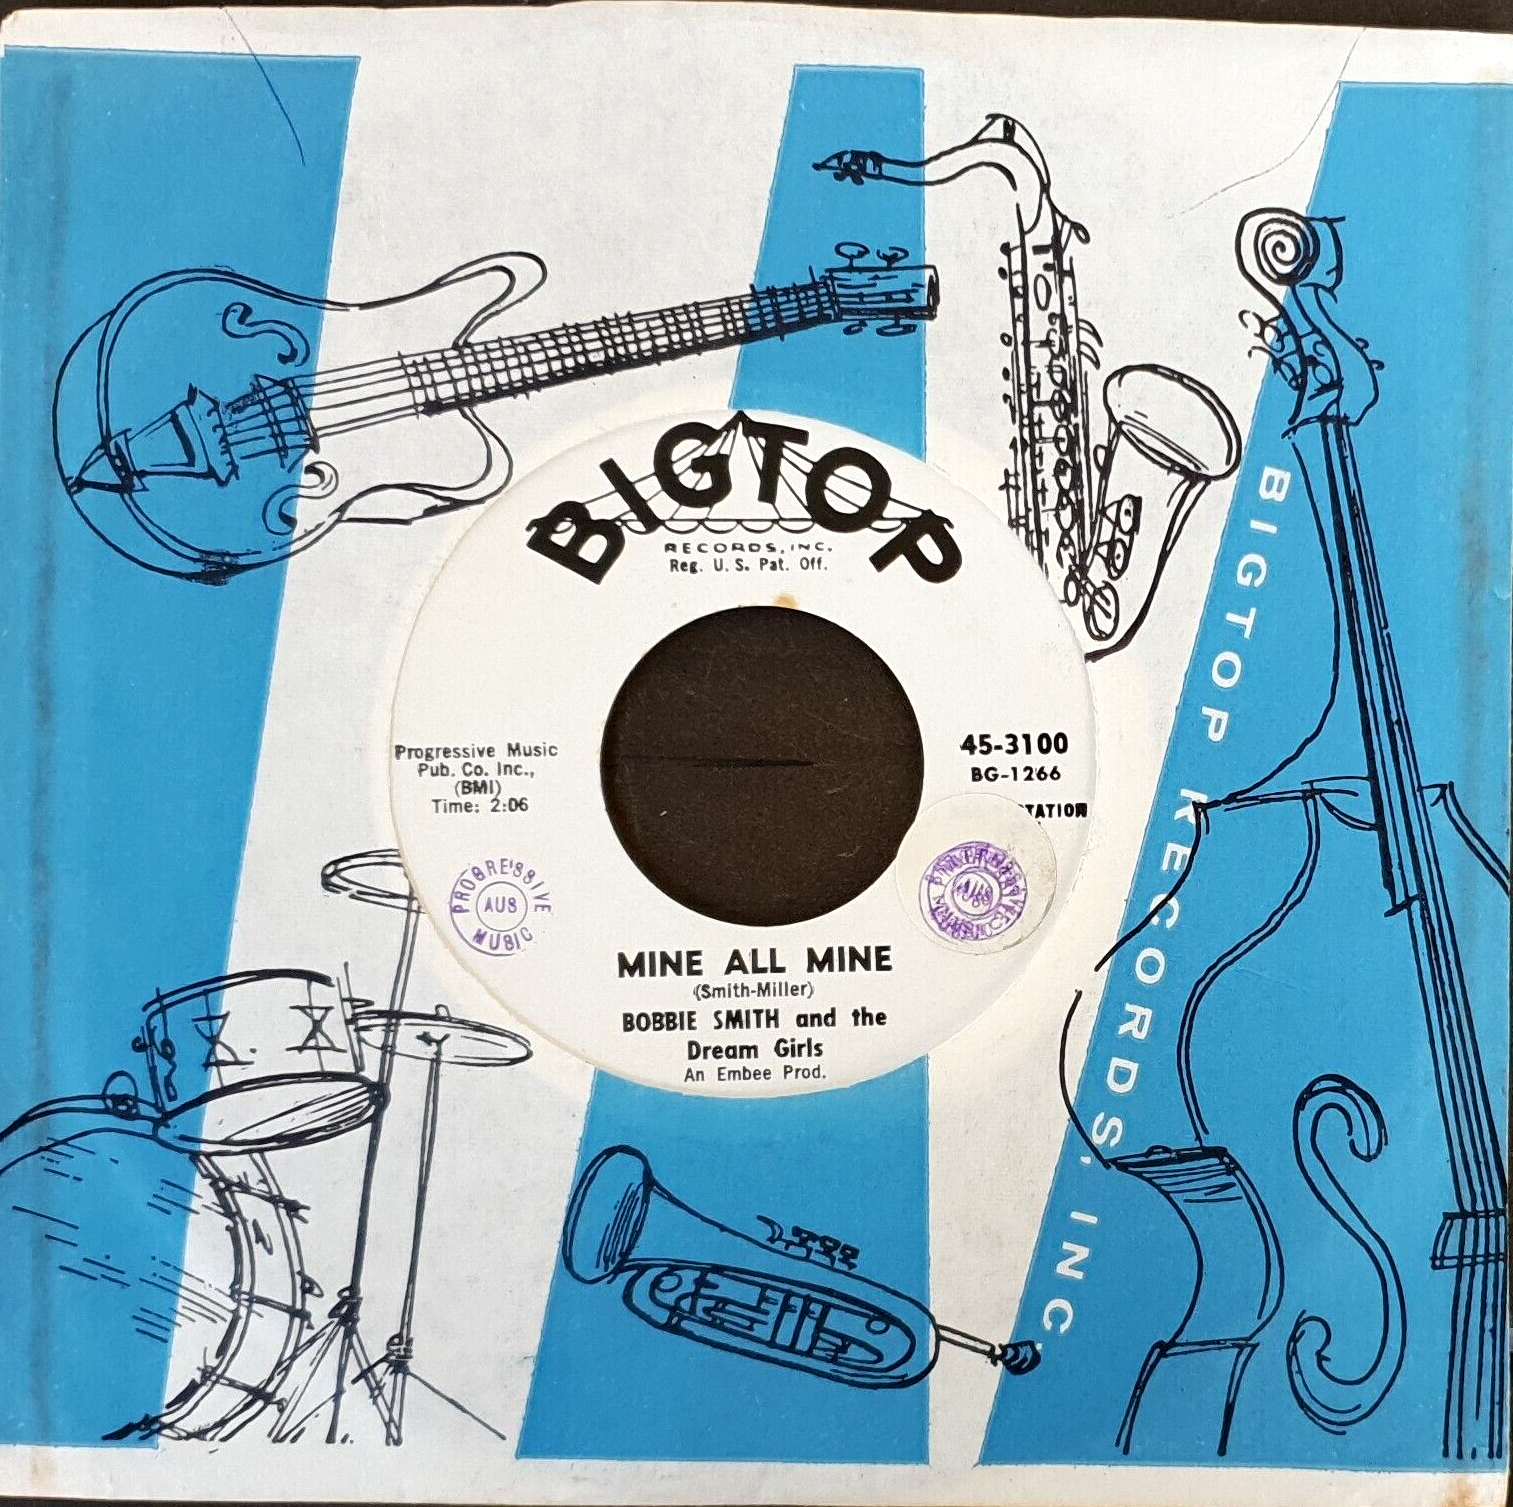 BIGTOP
RECORDS, INC.
Reg. U. S. Pat. Off.
Progressive Music
Pub. Co. Inc.,
(BMI)
Time: 2:06
45-3100
BG-1266
TATION
PROGRESSIVE
AUS
MUSIC
MINE ALL MINE
(Smith-Miller)
BOBBIE SMITH and the
Dream Girls
An Embee Prod.
BIGTOP RECORDS, INC